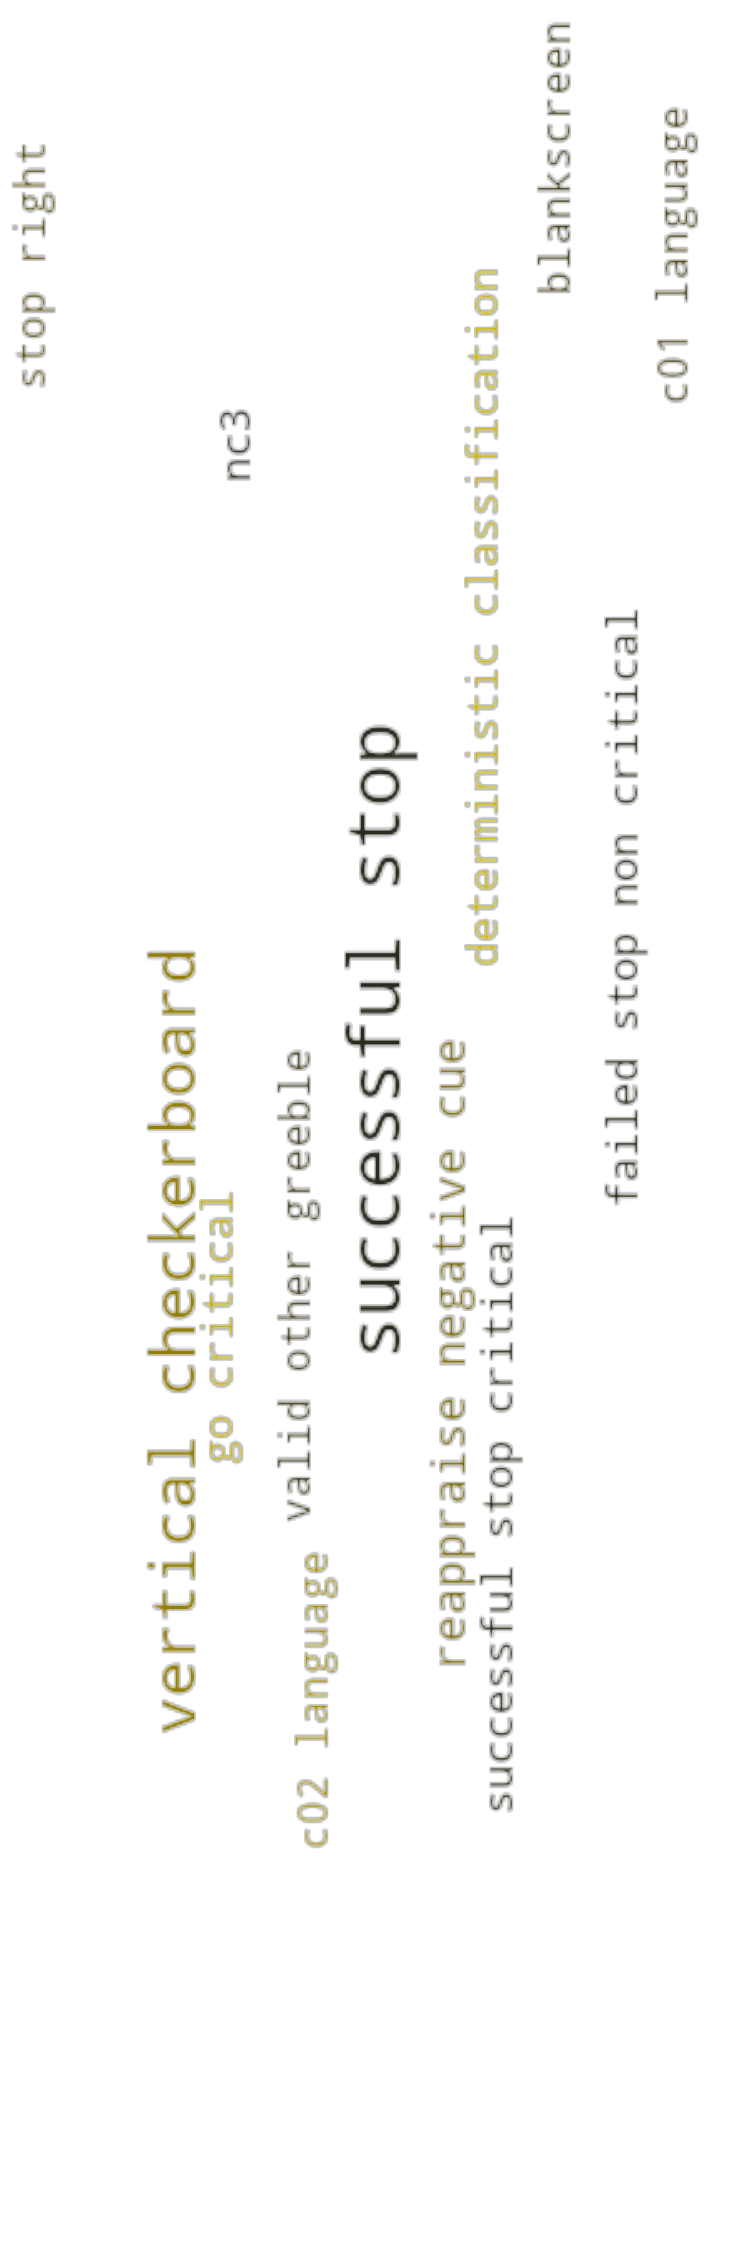 stop right
vertical checkerboard
go critical
nc3
valid other greeble
c02 language
successful stop
reappraise negative cue
deterministic classification
successful stop critical
blankscreen
failed stop non critical
c01 language